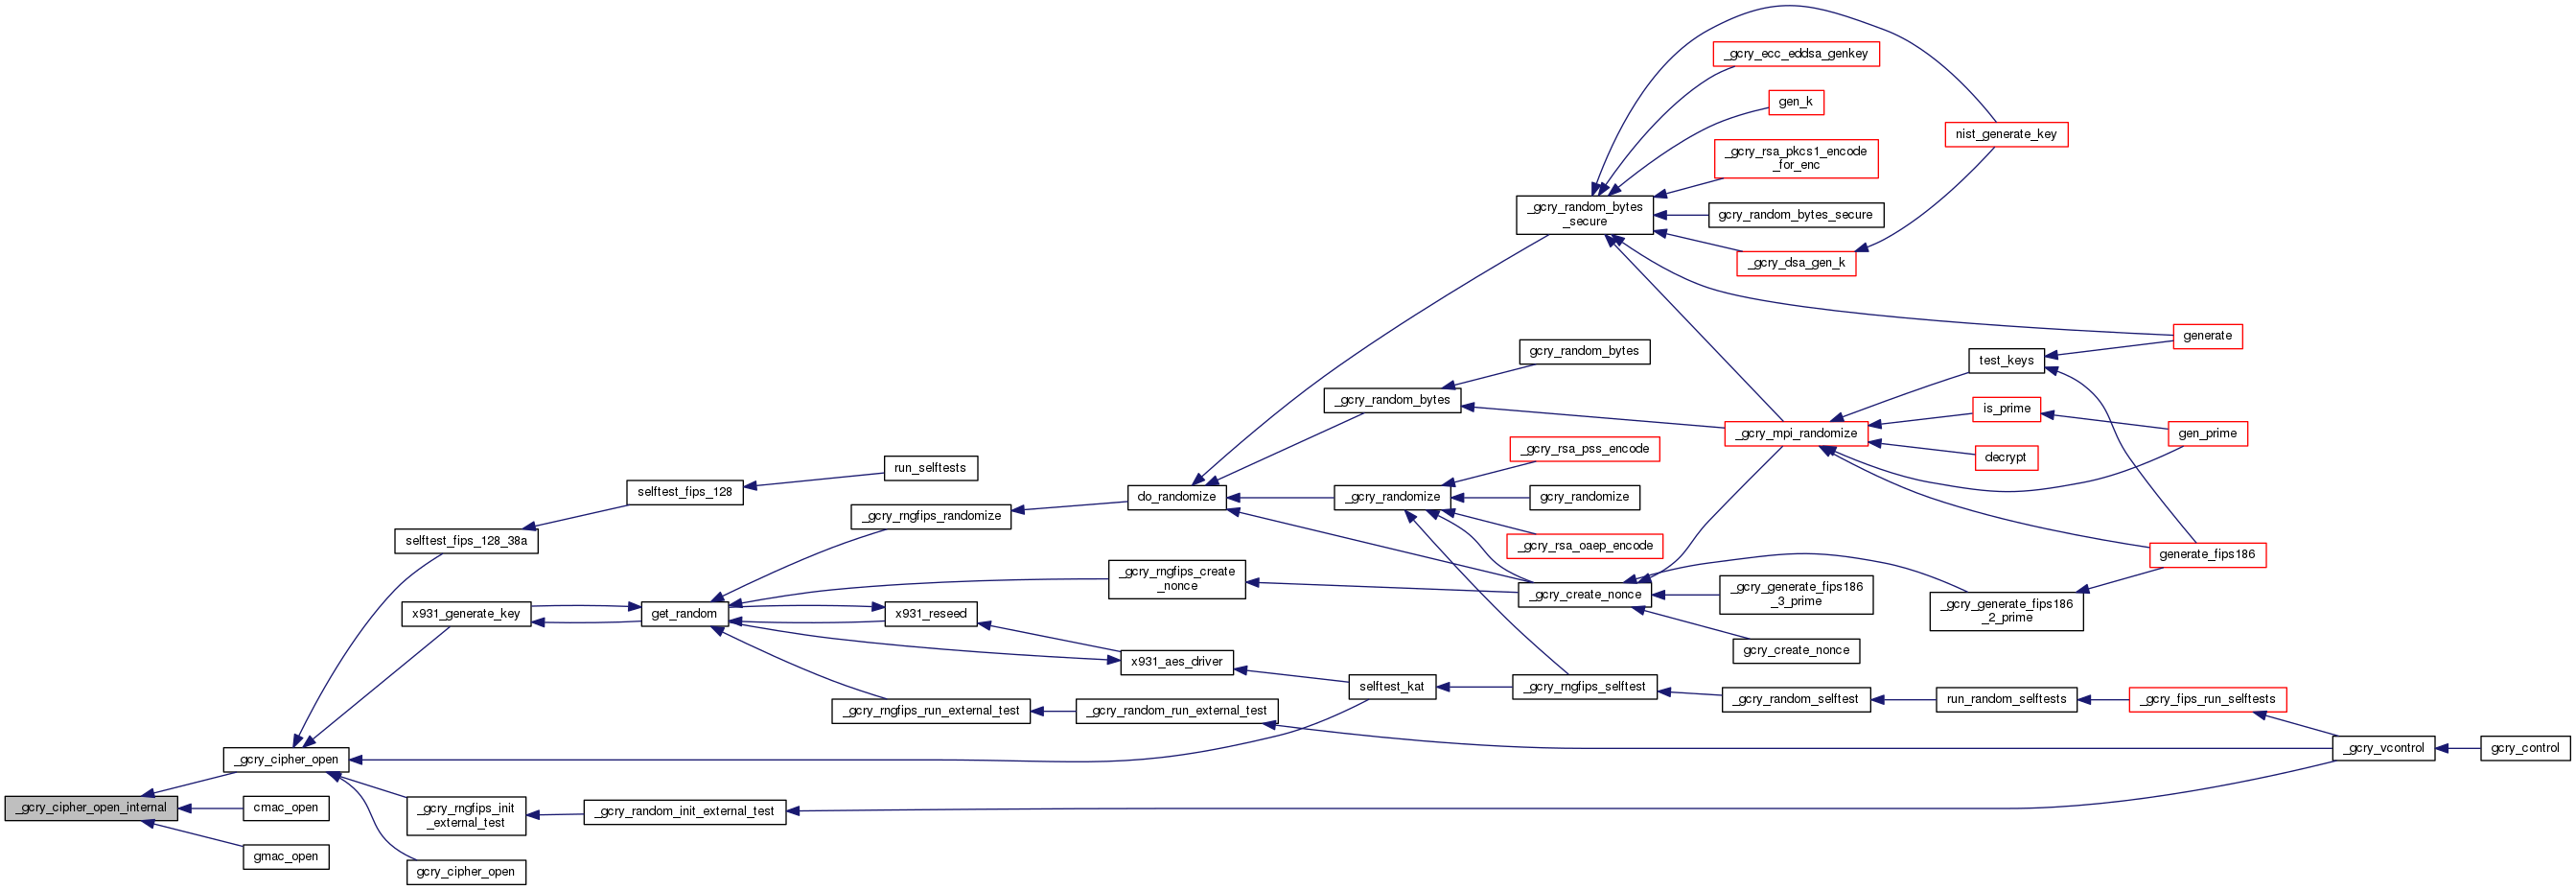 _gcry_ecc_eddsa_genkey
gen_k
nist_generate_key
_gcry_rsa_pkcs1_encode
_for_enc
_gcry_random_bytes
_secure
gcry_random_bytes_secure
_gcry_dsa_gen_k
generate
gcry_random_bytes
test_keys
_gcry_random_bytes
is_prime
_gcry_mpi_randomize
gen_prime
_gcry_rsa_pss_encode
decrypt
run_selftests
selftest_fips_128
do_randomize
_gcry_randomize
gcry_randomize
_gcry_rngfips_randomize
selftest_fips_128_38a
_gcry_rsa_oaep_encode
generate_fips186
_gcry_rngfips_create
_nonce
_gcry_create_nonce
_gcry_generate_fips186
_3_prime
_gcry_generate_fips186
_2_prime
x931_generate_key
get_random
x931_reseed
gcry_create_nonce
x931_aes_driver
selftest_kat
_gcry_rngfips_selftest
_gcry_random_selftest
run_random_selftests
_gcry_fips_run_selftests
_gcry_rngfips_run_external_test
_gcry_random_run_external_test
_gcry_vcontrol
gcry_control
_gcry_cipher_open
_gcry_cipher_open_internal
cmac_open
_gcry_rngfips_init
_external_test
_gcry_random_init_external_test
gmac_open
gcry_cipher_open